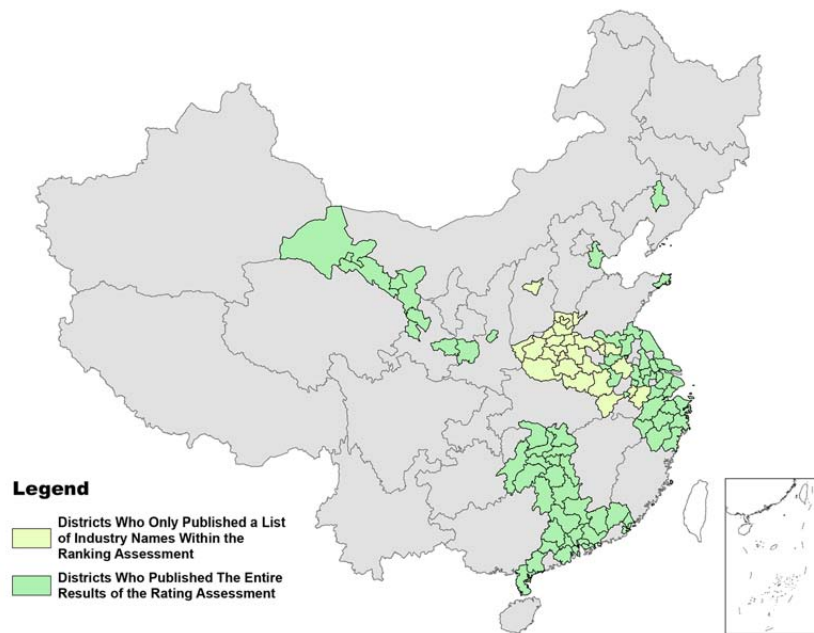 Legend
Districts Who Only Published a List
of Industry Names Within the
Ranking Assessment
Districts Who Published The Entire
Results of the Rating Assessment